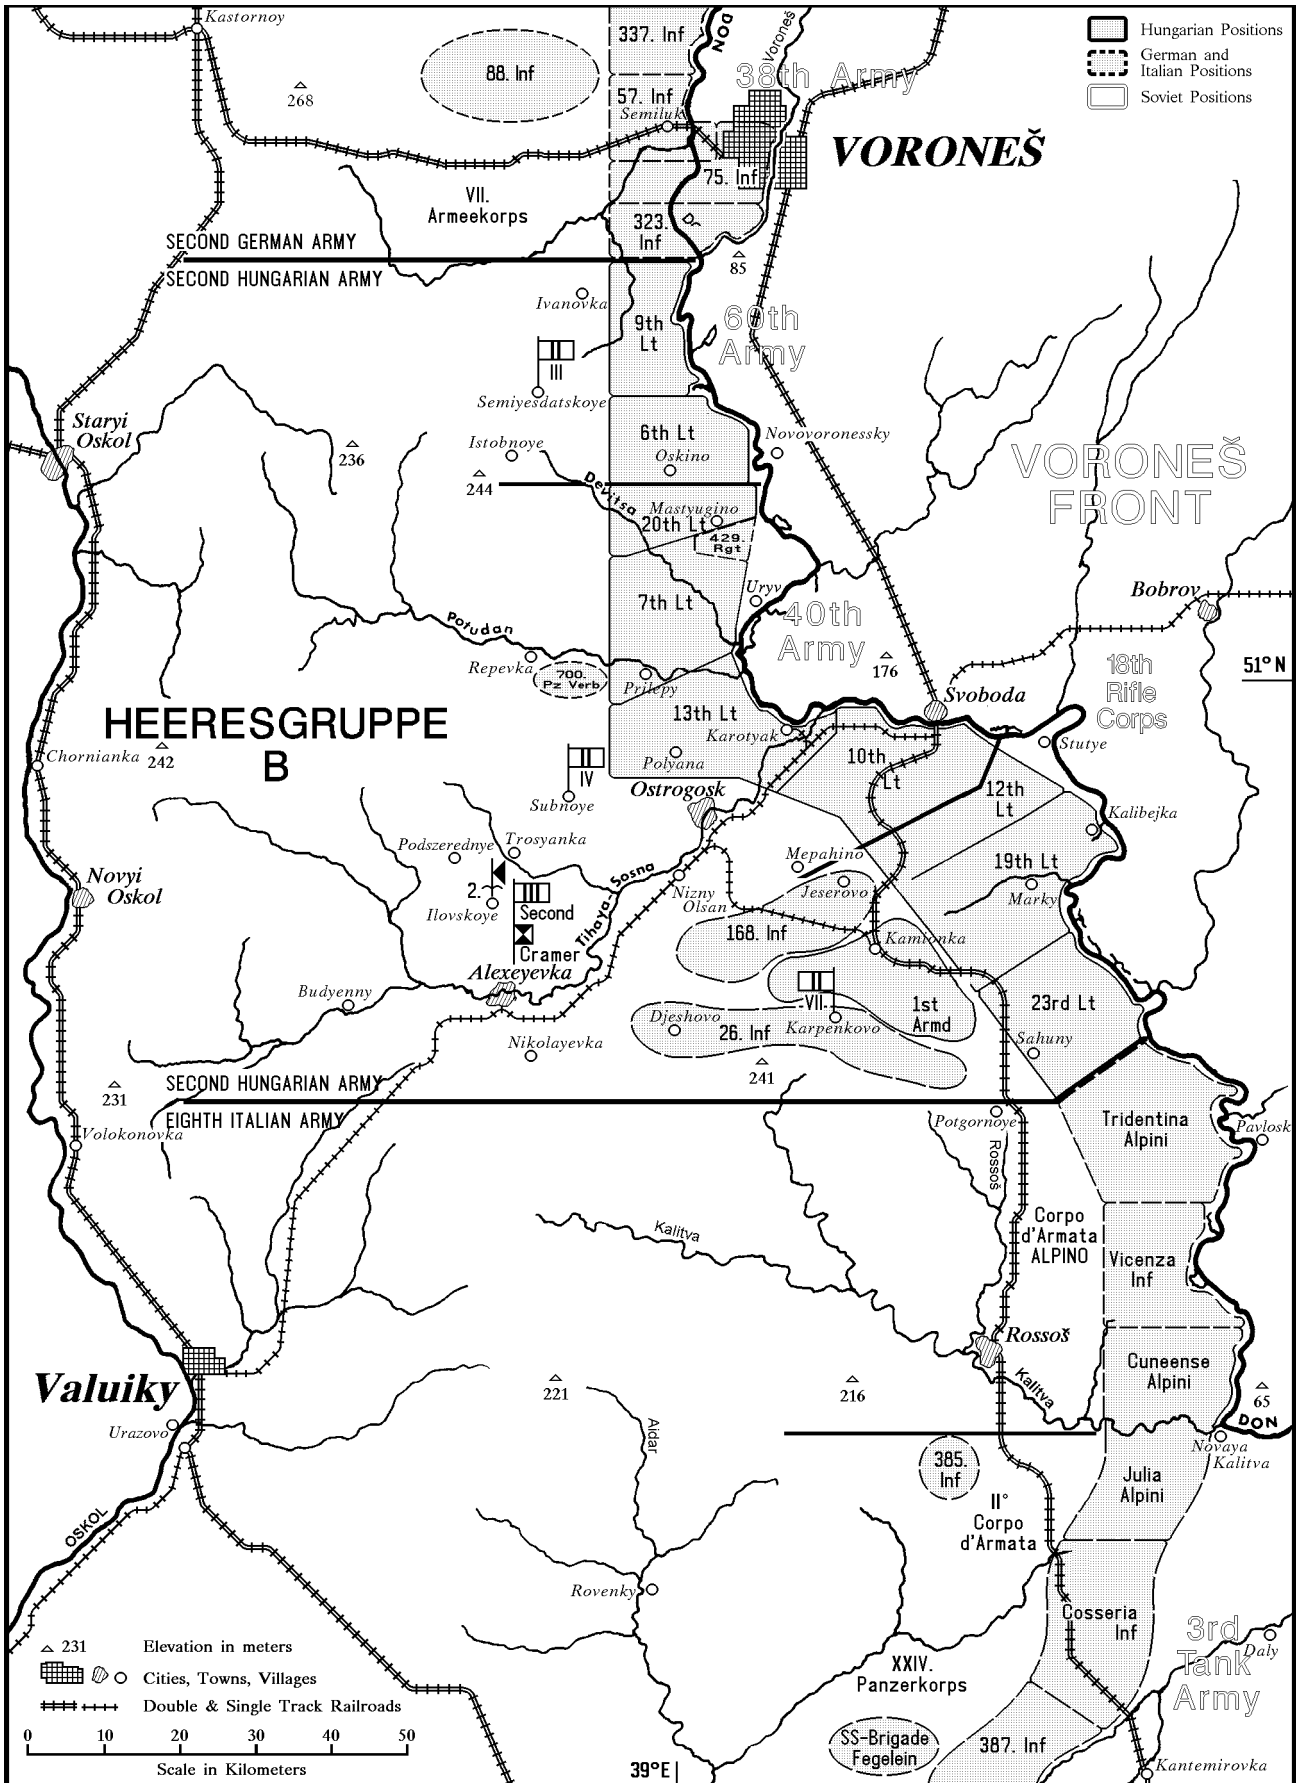 Kastornoy
337. Inf
DON
Voroneš
Hungarian Positions
German and
Italian Positions
Soviet Positions
88. Inf
268
57. Inf
Semiluk
38th Army
VORONEŠ
75. Inf
VII.
Armeekorps
323.
Inf
D.
85
SECOND GERMAN ARMY
SECOND HUNGARIAN ARMY
Ivanovka
9th
Lt
60th
Army
III
Semiyesdatskoye
Staryi
Oskol
236
Istobnoye
244
6th Lt
Oskino
Novovoronessky
VORONEŠ
FRONT
Devitsa
Mastyugino
20th Lt
429.
Rgt
7th Lt
Uryv
40th
Army
176
Bobrov
51° N
18th
Rifle
Corps
Potudan
Repevka
700.
Pz Verb
Prilepy
13th Lt
Karotyak
Svoboda
Stutye
HEERESGRUPPE
B
Chornianka
242
IV
Subnoye
Polyana
Ostrogosk
10th
Lt
12th
Lt
Kalibejka
Podszerednye
Trosyanka
2.
Ilovskoye
Second
Cramer
Tihaya-Sosna
Nizny
Olsan
Mepahino
Jeserovo
19th Lt
Marky
Novyi
Oskol
168. Inf
Kamionka
Alexeyevka
Budyenny
Nikolayevka
Djeshovo
26. Inf
VII
Karpenkovo
1st
Armd
23rd Lt
Sahuny
241
231
SECOND HUNGARIAN ARMY
EIGHTH ITALIAN ARMY
Volokonovka
Potgornoye
Rossoš
Tridentina
Alpini
Pavlosk
Kalitva
Corpo
d'Armata
ALPINO
Vicenza
Inf
Rossoš
Kalitva
Cuneense
Alpini
65
DON
Valuiky
Urazovo
221
216
Aidar
385.
Inf
Julia
Alpini
Novaya
Kalitva
OSKOL
II°
Corpo
d'Armata
Rovenky
Cosseria
Inf
3rd
Tank
Army
Daly
XXIV.
Panzerkorps
SS-Brigade
Fegelein
387. Inf
Kantemirovka
231 Elevation in meters
Cities, Towns, Villages
Double & Single Track Railroads
0 10 20 30 40 50
Scale in Kilometers
39°E